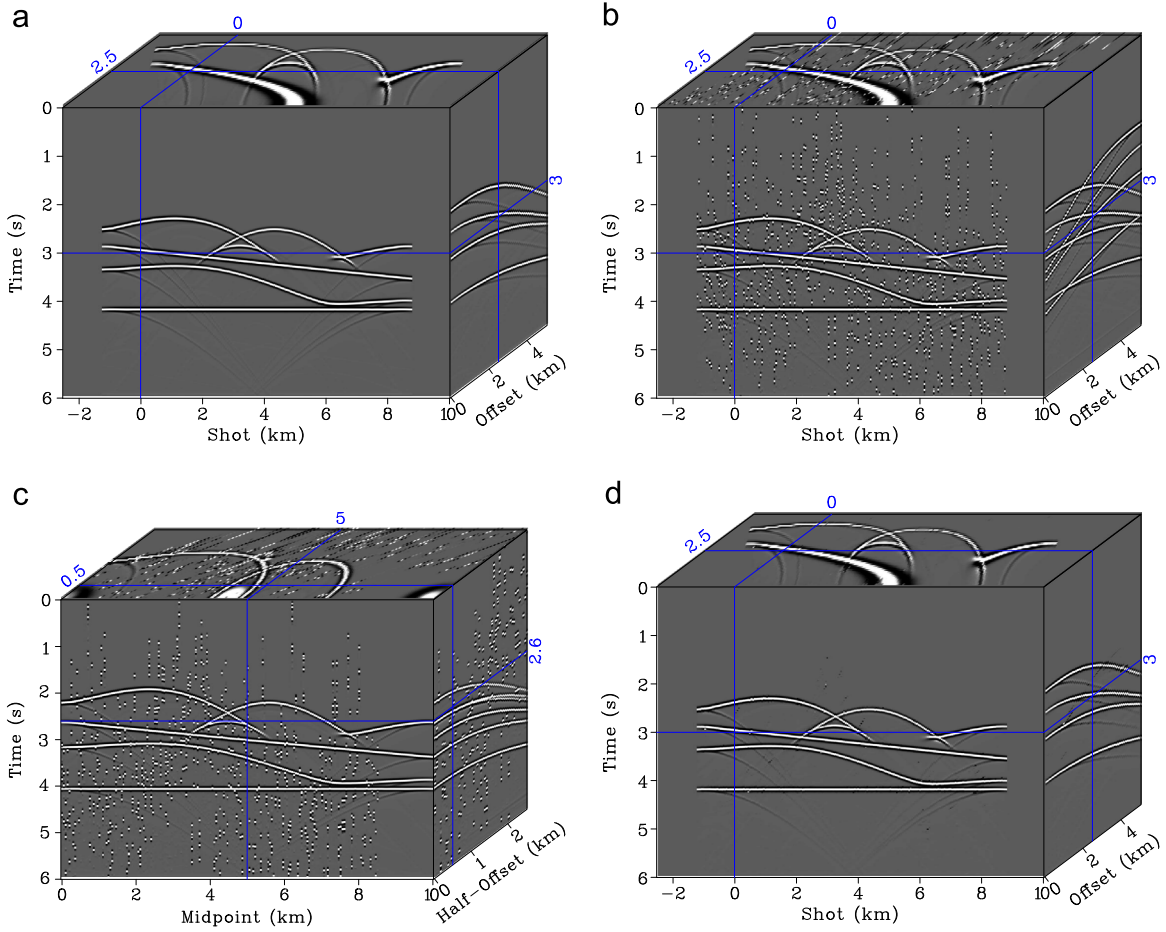 a
0
2.5
0
1
2
3
4
5
6
Time (s)
−2 0 2 4 6 8 10
Shot (km)
0 2 4
Offset (km)
3
b
0
2.5
0
1
2
3
4
5
6
Time (s)
−2 0 2 4 6 8 10
Shot (km)
0 2 4
Offset (km)
3
c
5
0.5
0
1
2
3
4
5
6
Time (s)
0 2 4 6 8 10
Midpoint (km)
0 1 2
Half-Offset (km)
2.6
d
0
2.5
0
1
2
3
4
5
6
Time (s)
−2 0 2 4 6 8 10
Shot (km)
0 2 4
Offset (km)
3